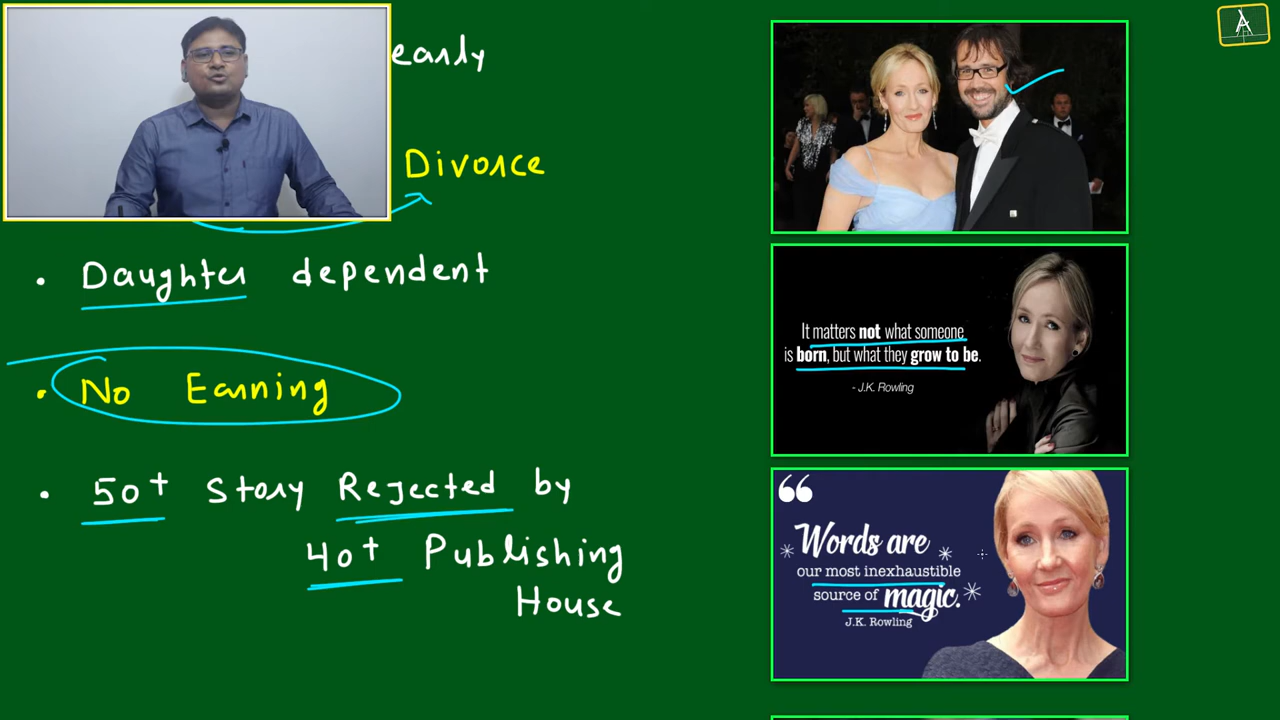 early
Divorce
• Daughter dependent
• No Earning
• 50+ Story Rejected by
40+ Publishing
House
It matters not what someone
is born, but what they grow to be.
- J.K. Rowling
Words are
our most inexhaustible
source of magic.
J.K. Rowling
A